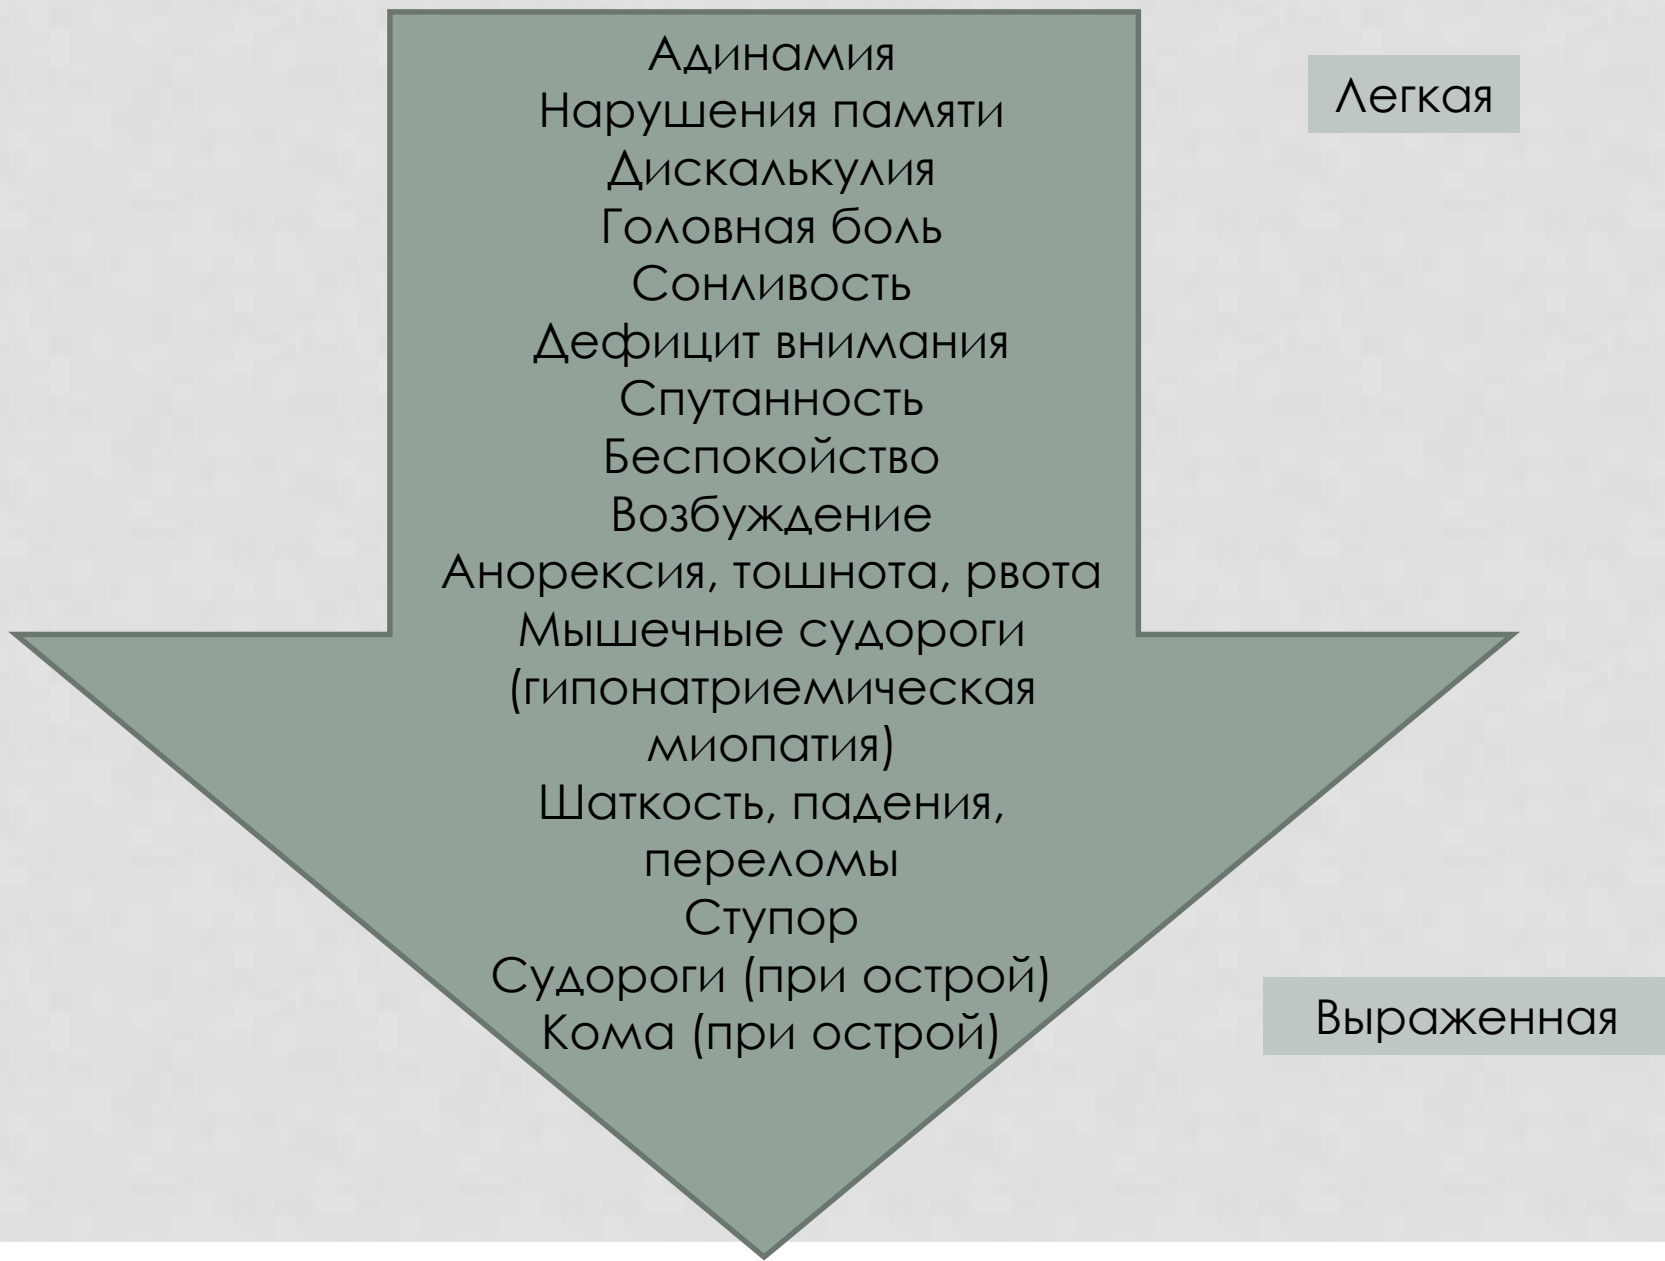 Адинамия
Нарушения памяти
Дискалькулия
Головная боль
Сонливость
Дефицит внимания
Спутанность
Беспокойство
Возбуждение
Анорексия, тошнота, рвота
Мышечные судороги
(гипонатриемическая
миопатия)
Шаткость, падения,
переломы
Ступор
Судороги (при острой)
Кома (при острой)
Легкая
Выраженная